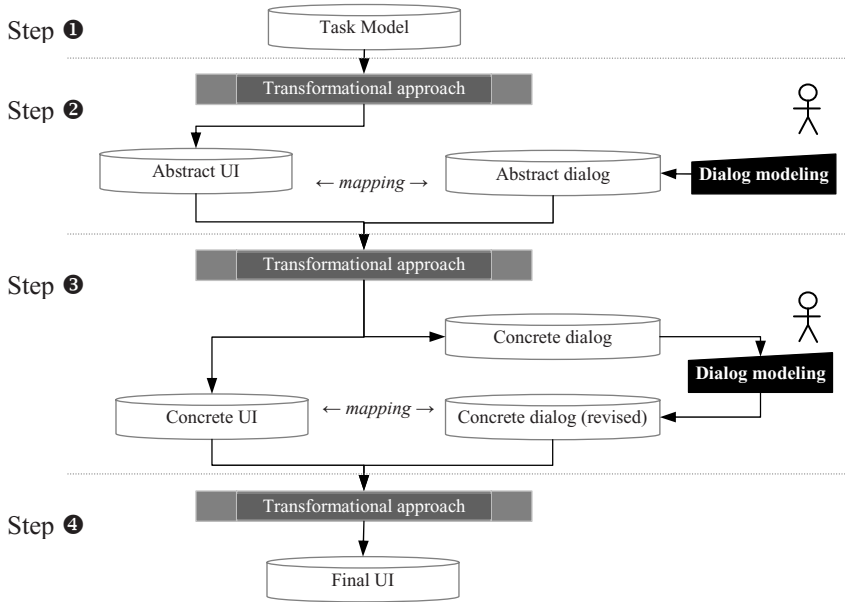 Step ❶
Task Model
Transformational approach
Step ❷
Abstract UI
← mapping →
Abstract dialog
Dialog modeling
Transformational approach
Step ❸
Concrete dialog
Dialog modeling
Concrete UI
← mapping →
Concrete dialog (revised)
Transformational approach
Step ❹
Final UI